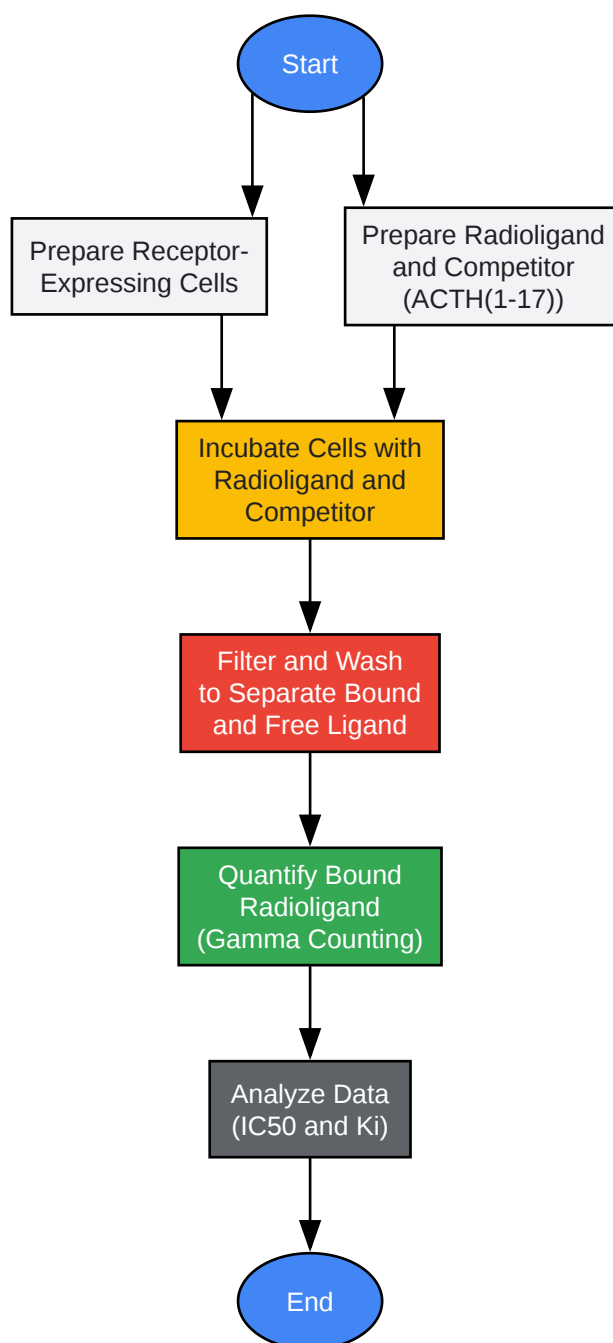 Start
Prepare Receptor-
Expressing Cells
Prepare Radioligand
and Competitor
(ACTH(1-17))
Incubate Cells with
Radioligand and
Competitor
Filter and Wash
to Separate Bound
and Free Ligand
Quantify Bound
Radioligand
(Gamma Counting)
Analyze Data
(IC50 and Ki)
End